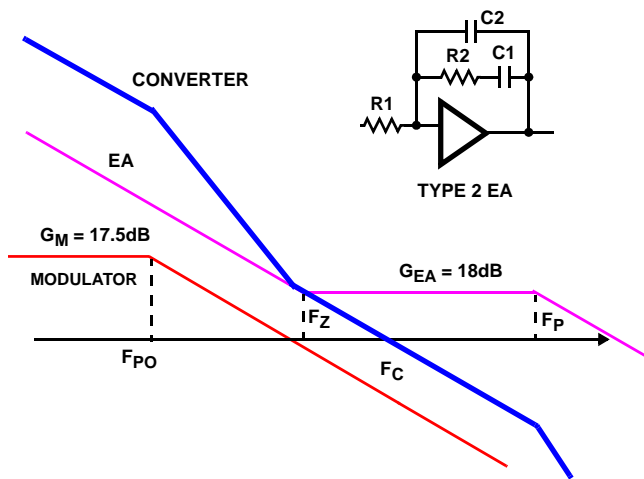 C2
R2
C1
CONVERTER
R1
EA
TYPE 2 EA
G_M = 17.5dB
G_EA = 18dB
MODULATOR
F_Z
F_P
F_PO
F_C